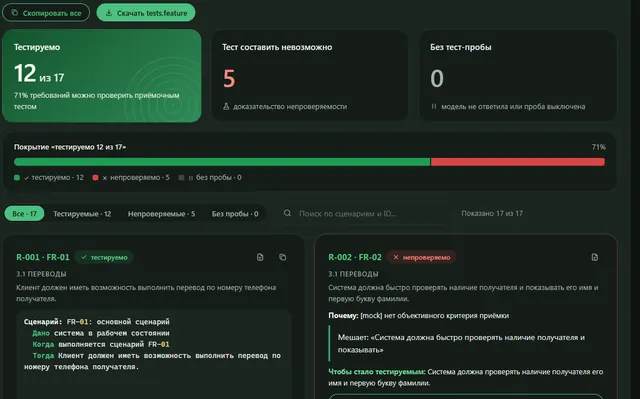 Скопировать все
Скачать tests.feature
Тестируемо
12 из 17
71% требований можно проверить приёмочным
тестом
Тест составить невозможно
5
доказательство непроверяемости
Без тест-пробы
0
модель не ответила или проба выключена
Покрытие «тестируемо 12 из 17»
71%
✓ тестируемо · 12
× непроверяемо · 5
без пробы · 0
Все · 17
Тестируемые · 12
Непроверяемые · 5
Без пробы · 0
Поиск по сценариям и ID...
Показано 17 из 17
R-001 · FR-01
✓ тестируемо
3.1 ПЕРЕВОДЫ
Клиент должен иметь возможность выполнить перевод по номеру телефона
получателя.
Сценарий: FR-01: основной сценарий
Дано система в рабочем состоянии
Когда выполняется сценарий FR-01
Тогда Клиент должен иметь возможность выполнить перевод по
номеру телефона получателя.
R-002 · FR-02
× непроверяемо
3.1 ПЕРЕВОДЫ
Система должна быстро проверять наличие получателя и показывать его имя и
первую букву фамилии.
Почему: [mock] нет объективного критерия приёмки
Мешает: «Система должна быстро проверять наличие получателя и
показывать»
Чтобы стало тестируемым: Система должна проверять наличие получателя и показывать его
имя и первую букву фамилии.